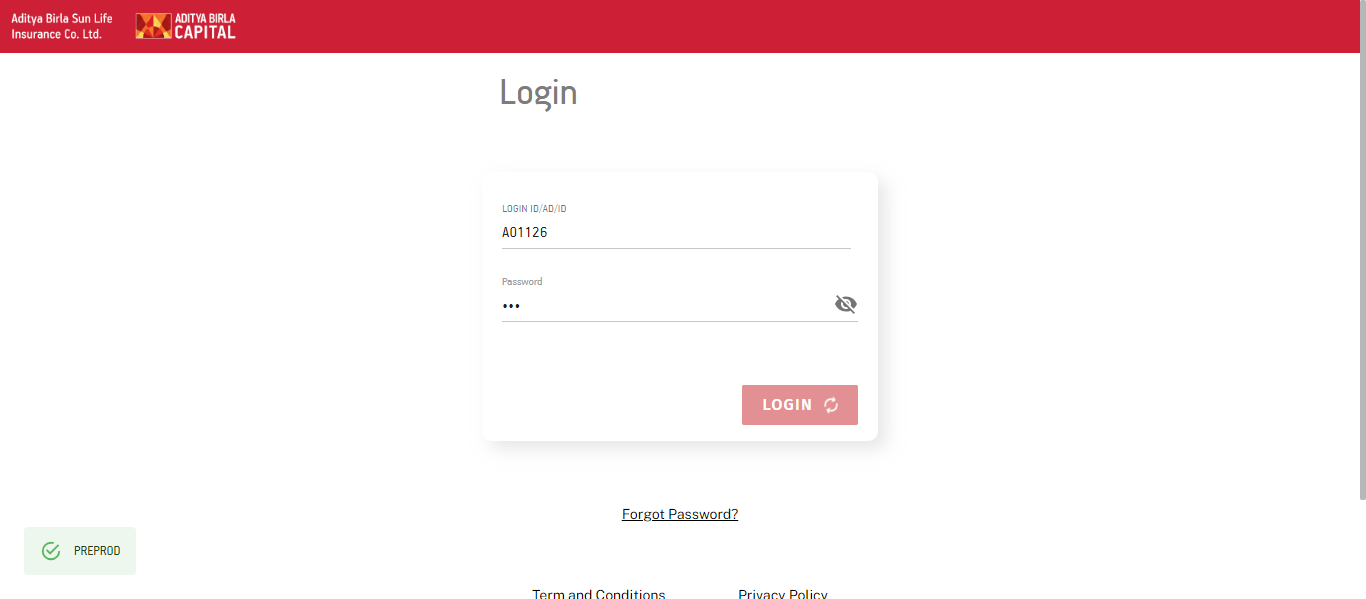 Aditya Birla Sun Life
Insurance Co. Ltd.
ADITYA BIRLA
CAPITAL
Login
LOGIN ID/AD/ID
A01126
Password
•••
LOGIN
Forgot Password?
PREPROD
Term and Conditions
Privacy Policy